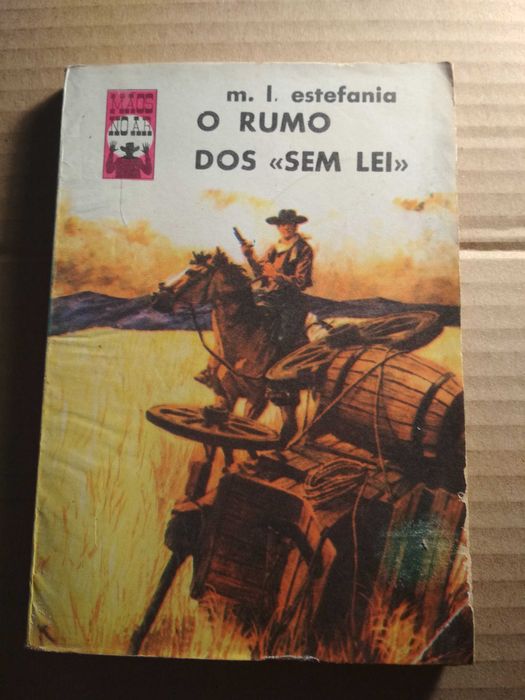 MÃOS
NO AR
m. l. estefania
O RUMO
DOS «SEM LEI»